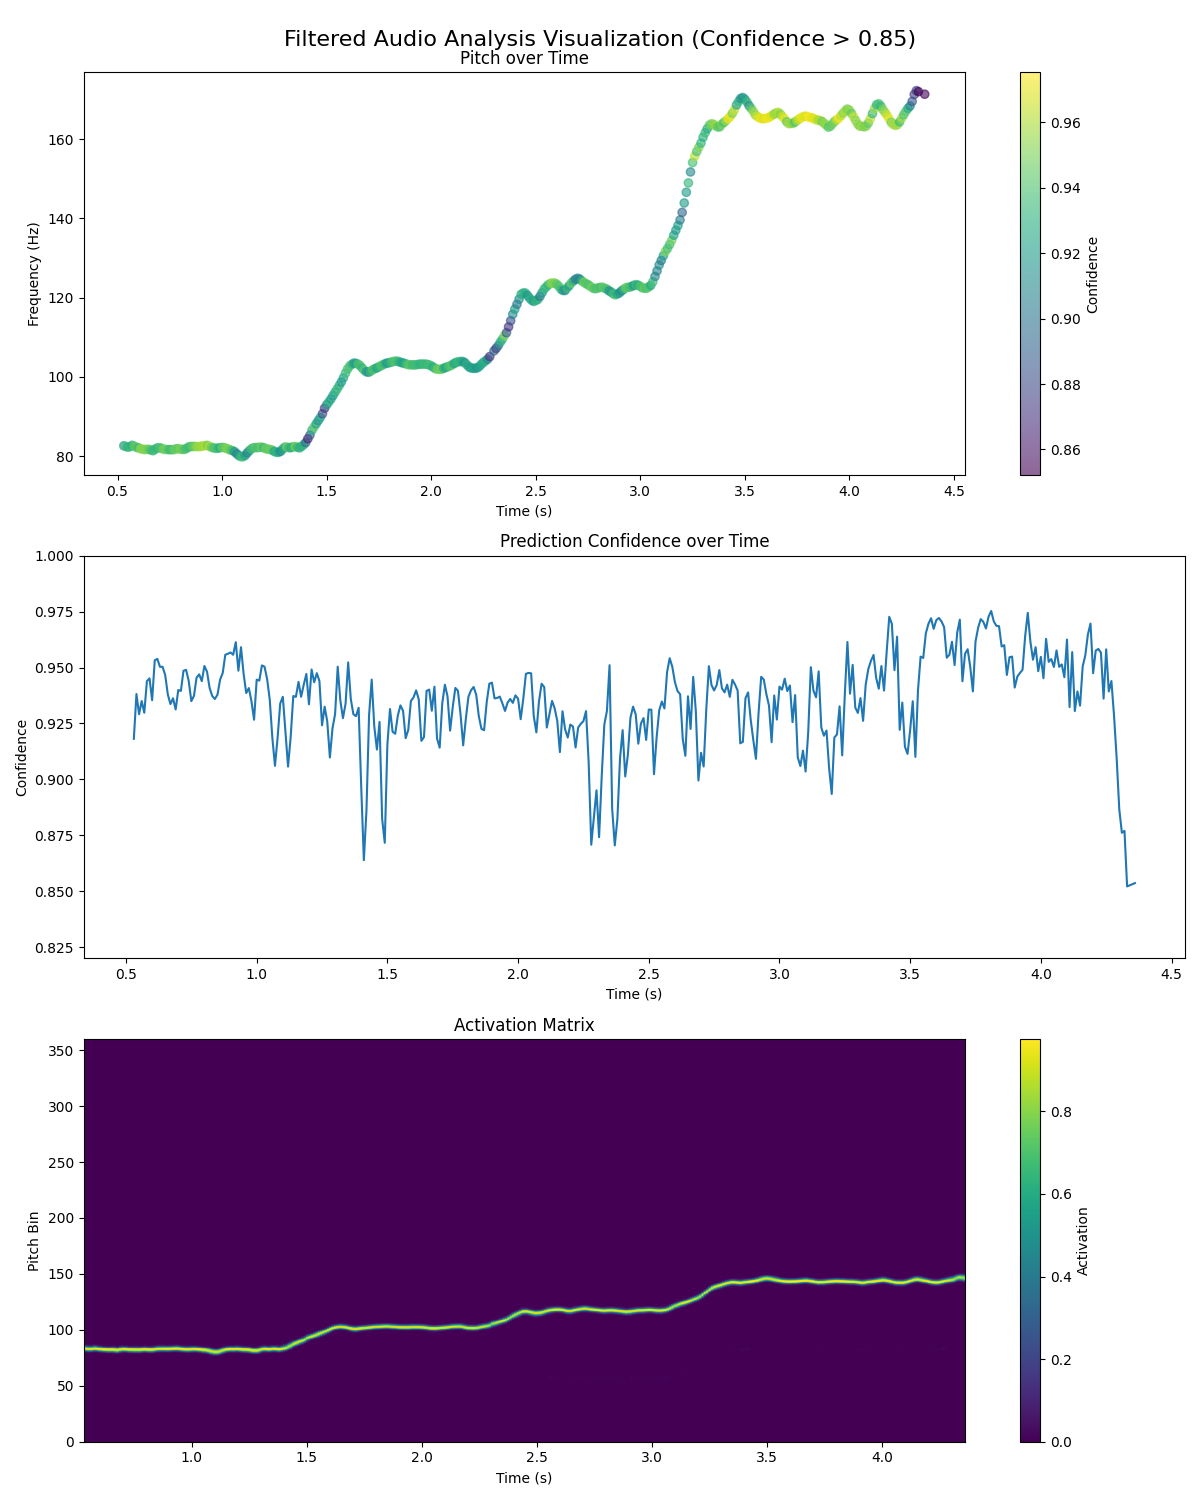 Filtered Audio Analysis Visualization (Confidence > 0.85)
Pitch over Time
Frequency (Hz)
160
140
120
100
80
0.5 1.0 1.5 2.0 2.5 3.0 3.5 4.0 4.5
Time (s)
0.96
0.94
0.92
0.90
0.88
0.86
Confidence
Prediction Confidence over Time
Confidence
1.000
0.975
0.950
0.925
0.900
0.875
0.850
0.825
0.5 1.0 1.5 2.0 2.5 3.0 3.5 4.0 4.5
Time (s)
Activation Matrix
Pitch Bin
350
300
250
200
150
100
50
0
1.0 1.5 2.0 2.5 3.0 3.5 4.0
Time (s)
0.8
0.6
0.4
0.2
0.0
Activation